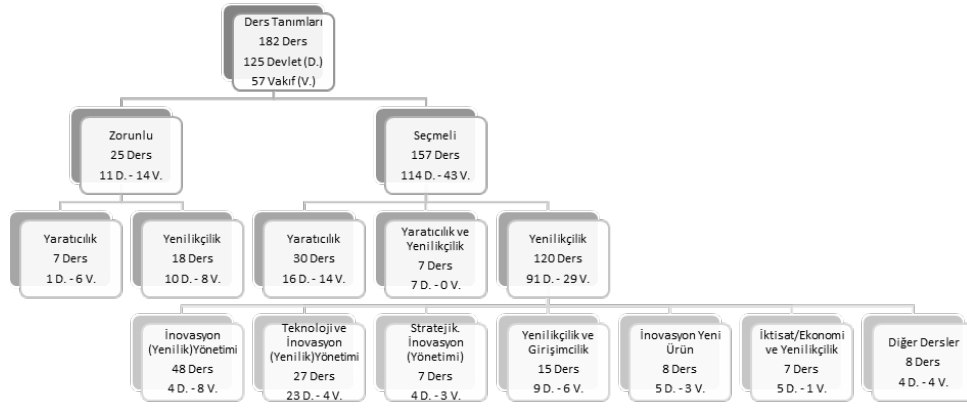 Ders Tanımları
182 Ders
125 Devlet (D.)
57 Vakıf (V.)
Zorunlu
25 Ders
11 D. - 14 V.
Seçmeli
157 Ders
114 D. - 43 V.
Yaratıcılık
7 Ders
1 D. - 6 V.
Yenilikçilik
18 Ders
10 D. - 8 V.
Yaratıcılık
30 Ders
16 D. - 14 V.
Yaratıcılık ve
Yenilikçilik
7 Ders
7 D. - 0 V.
Yenilikçilik
120 Ders
91 D. - 29 V.
İnovasyon
(Yenilik)Yönetimi
48 Ders
4 D. - 8 V.
Teknoloji ve
İnovasyon
(Yenilik)Yönetimi
27 Ders
23 D. - 4 V.
Stratejik.
İnovasyon
(Yönetimi)
7 Ders
4 D. - 3 V.
Yenilikçilik ve
Girişimcilik
15 Ders
9 D. - 6 V.
İnovasyon Yeni
Ürün
8 Ders
5 D. - 3 V.
İktisat/Ekonomi
ve Yenilikçilik
7 Ders
5 D. - 1 V.
Diğer Dersler
8 Ders
4 D. - 4 V.